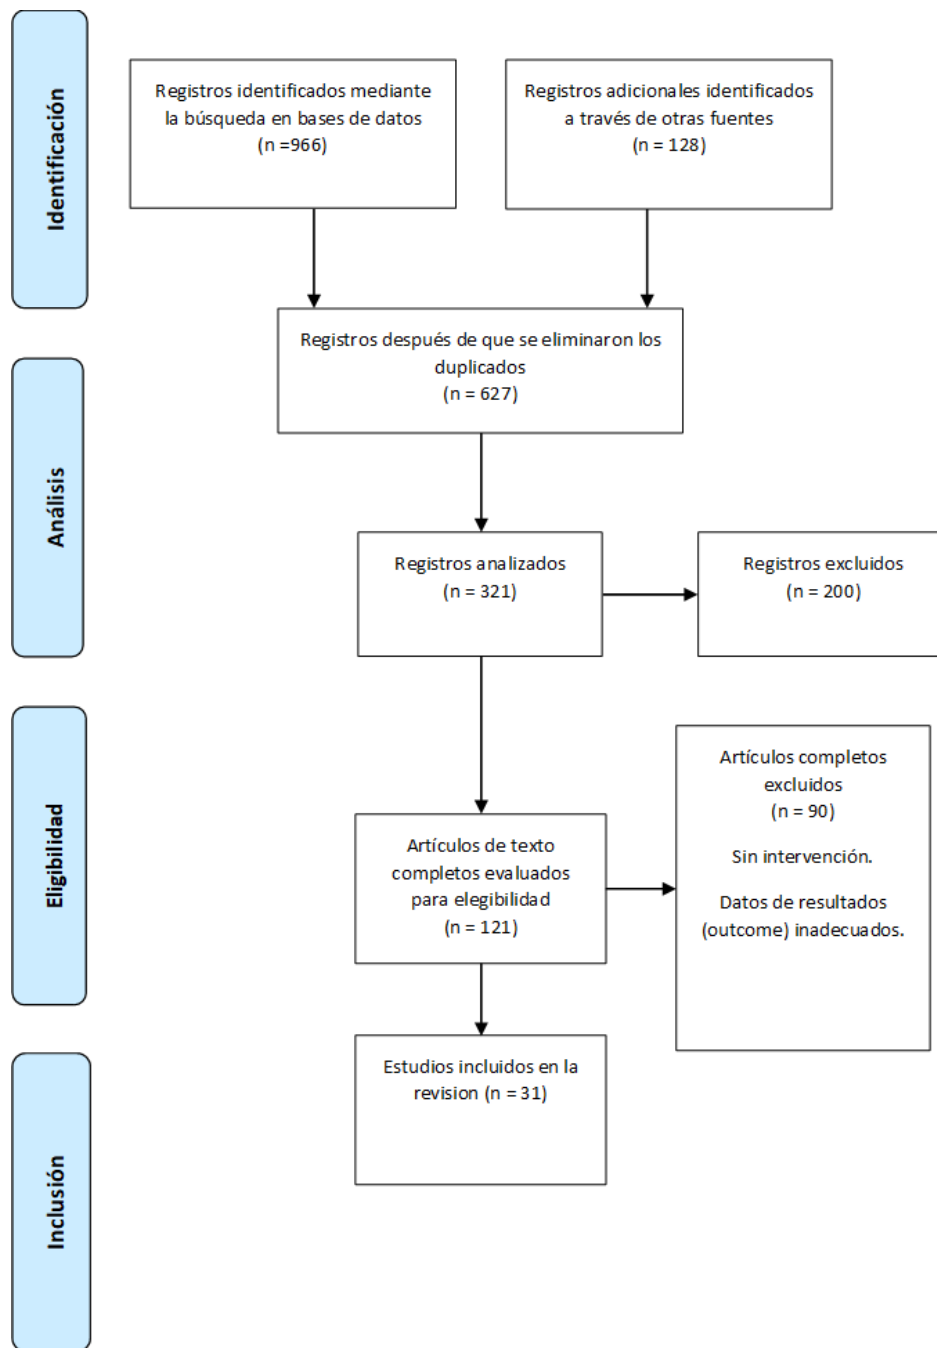 Identificación
Registros identificados mediante
la búsqueda en bases de datos
(n =966)
Registros adicionales identificados
a través de otras fuentes
(n = 128)
Análisis
Registros después de que se eliminaron los
duplicados
(n = 627)
Registros analizados
(n = 321)
Registros excluidos
(n = 200)
Eligibilidad
Artículos de texto
completos evaluados
para elegibilidad
(n = 121)
Artículos completos
excluidos
(n = 90)
Sin intervención.
Datos de resultados
(outcome) inadecuados.
Inclusión
Estudios incluidos en la
revision (n = 31)